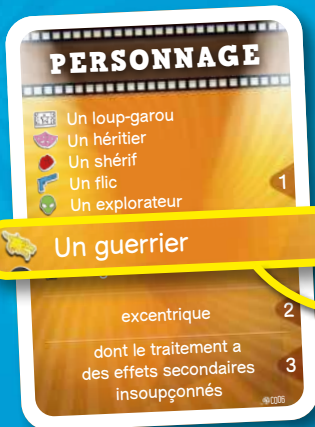 PERSONNAGE
Un loup-garou
Un héritier
Un shérif
Un flic
1
Un explorateur
Un guerrier
excentrique
2
dont le traitement a
des effets secondaires
3
insoupçonnés
CQ06